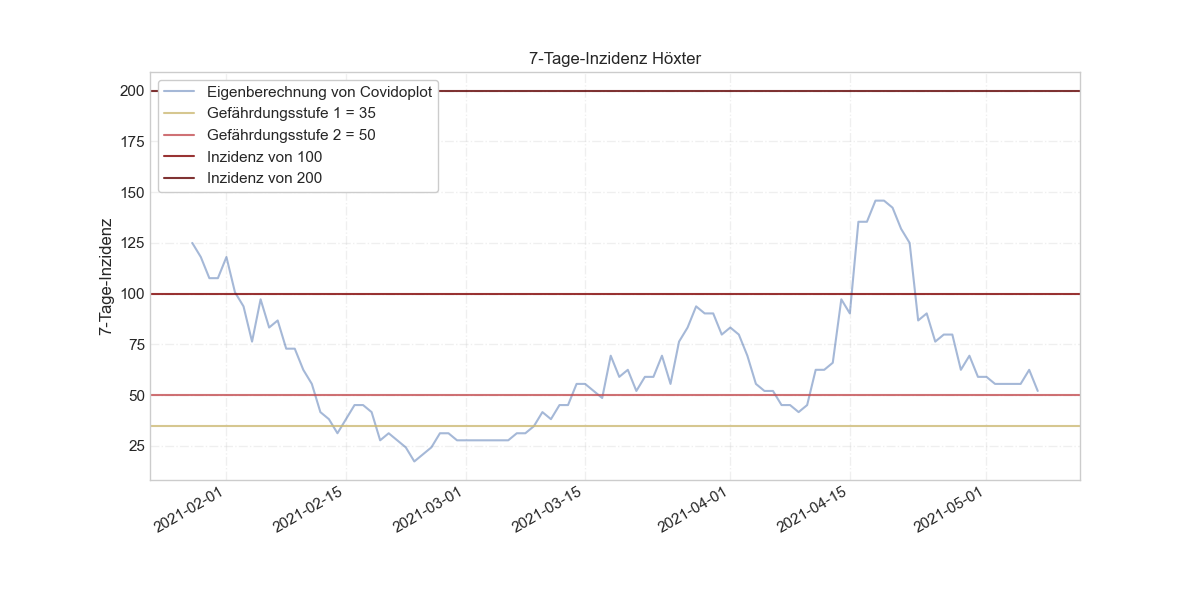 7-Tage-Inzidenz Höxter
200
175
150
125
100
75
50
25
7-Tage-Inzidenz
Eigenberechnung von Covidoplot
Gefährdungsstufe 1 = 35
Gefährdungsstufe 2 = 50
Inzidenz von 100
Inzidenz von 200
2021-02-01
2021-02-15
2021-03-01
2021-03-15
2021-04-01
2021-04-15
2021-05-01